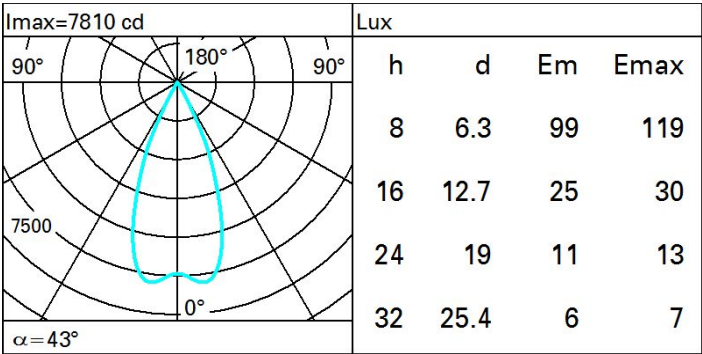 Imax=7810 cd
90°
180°
90°
7500
0°
α=43°
Lux
h d Em Emax
8 6.3 99 119
16 12.7 25 30
24 19 11 13
32 25.4 6 7